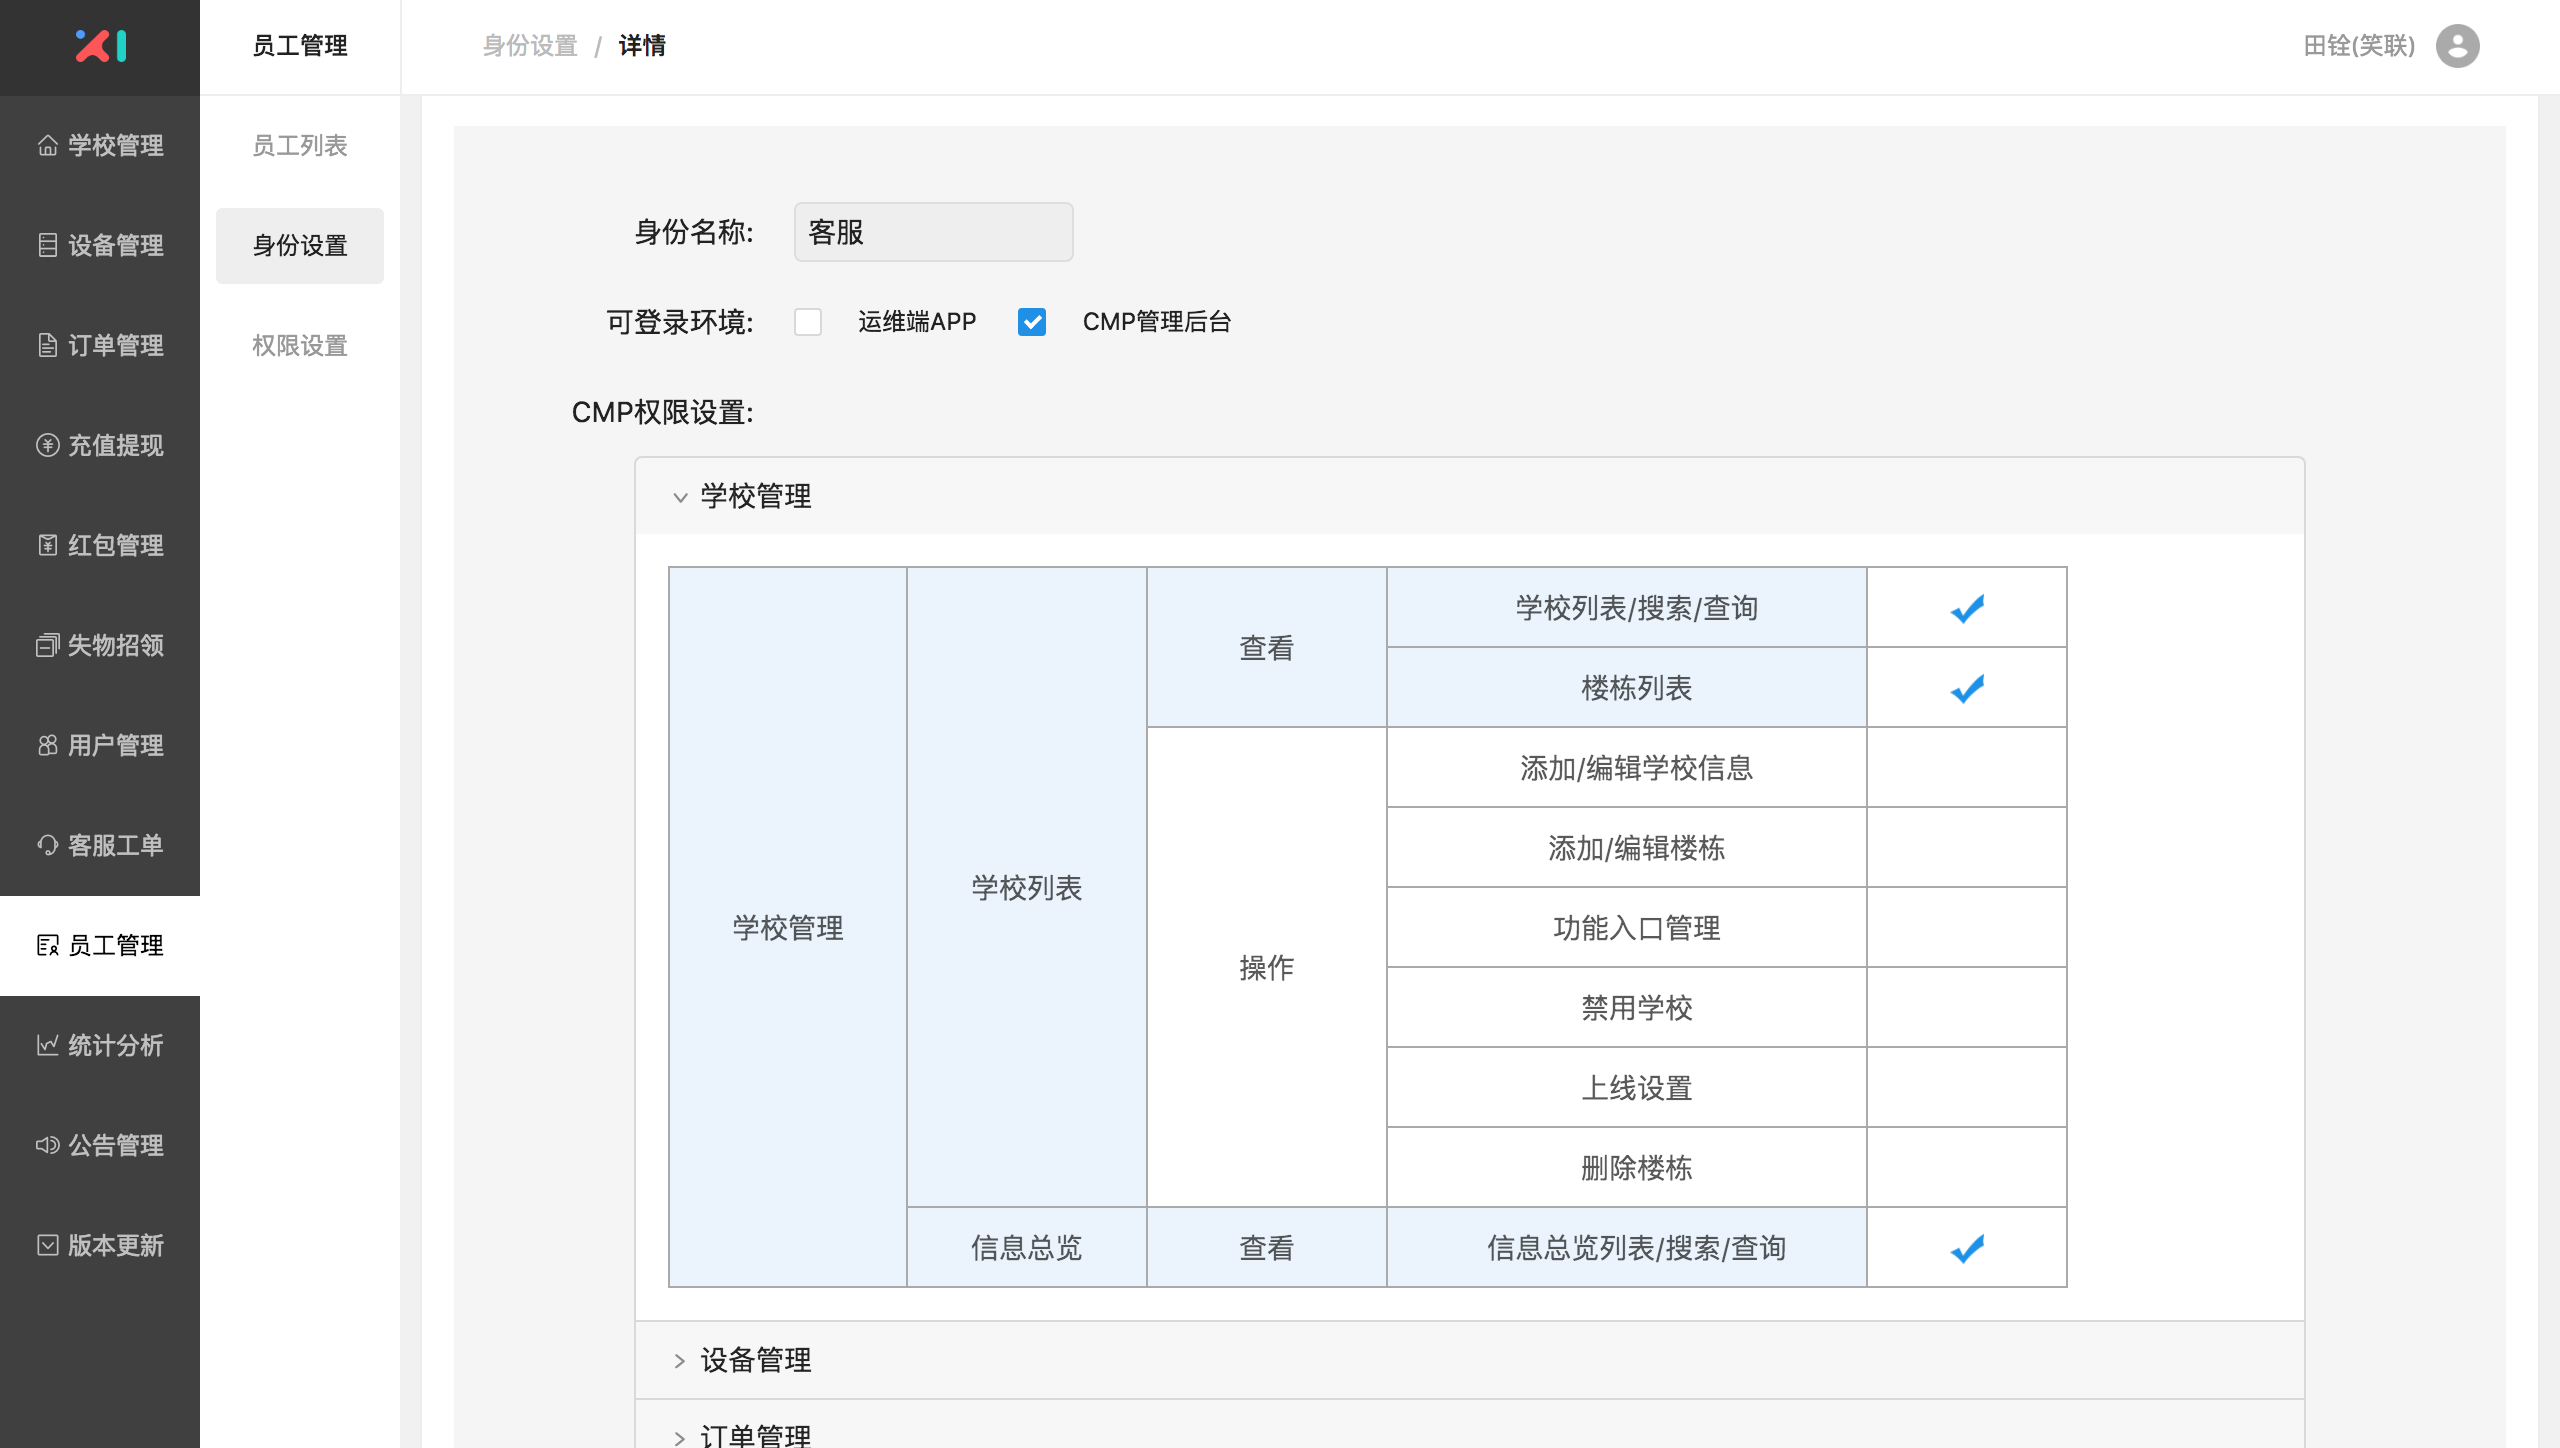 员工管理
身份设置 / 详情
田铨(笑联)
学校管理
设备管理
订单管理
充值提现
红包管理
失物招领
用户管理
客服工单
员工管理
统计分析
公告管理
版本更新
员工列表
身份设置
权限设置
身份名称: 客服
可登录环境: 运维端APP CMP管理后台
CMP权限设置:
学校管理
学校管理
学校列表
查看
学校列表/搜索/查询
楼栋列表
操作
添加/编辑学校信息
添加/编辑楼栋
功能入口管理
禁用学校
上线设置
删除楼栋
信息总览
查看
信息总览列表/搜索/查询
设备管理
订单管理